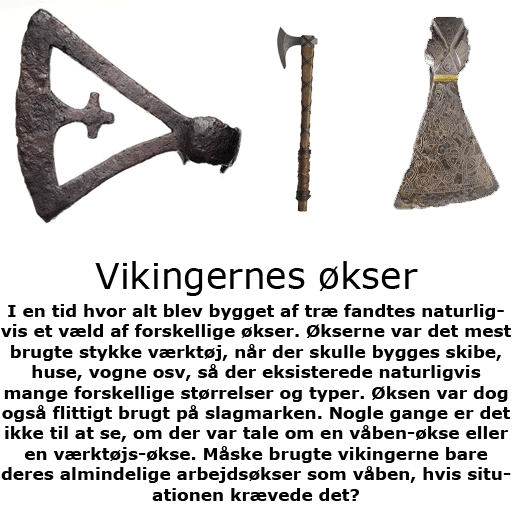 Vikingernes økser
I en tid hvor alt blev bygget af træ fandtes naturlig-
vis et væld af forskellige økser. Økserne var det mest
brugte stykke værktøj, når der skulle bygges skibe,
huse, vogne osv, så der eksisterede naturligvis
mange forskellige størrelser og typer. Øksen var dog
også flittigt brugt på slagmarken. Nogle gange er det
ikke til at se, om der var tale om en våben-økse eller
en værktøjs-økse. Måske brugte vikingerne bare
deres almindelige arbejdsøkser som våben, hvis situ-
ationen krævede det?